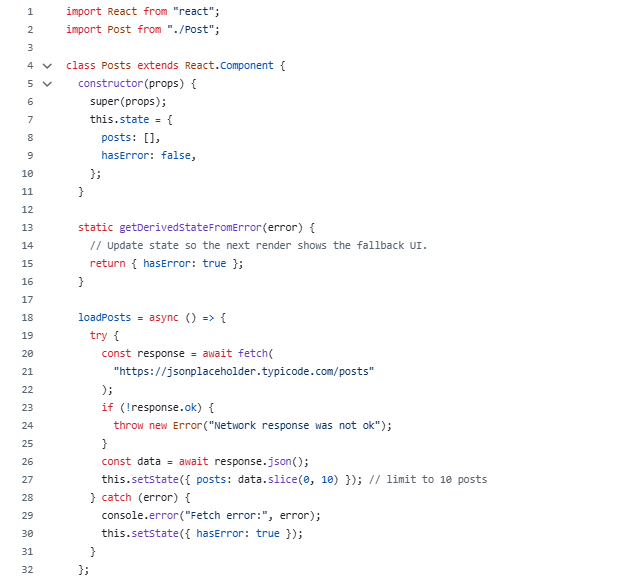 1 import React from "react";
2 import Post from "./Post";
3
4 class Posts extends React.Component {
5 constructor(props) {
6 super(props);
7 this.state = {
8 posts: [],
9 hasError: false,
10 };
11 }
12
13 static getDerivedStateFromError(error) {
14 // Update state so the next render shows the fallback UI.
15 return { hasError: true };
16 }
17
18 loadPosts = async () => {
19 try {
20 const response = await fetch(
21 "https://jsonplaceholder.typicode.com/posts"
22 );
23 if (!response.ok) {
24 throw new Error("Network response was not ok");
25 }
26 const data = await response.json();
27 this.setState({ posts: data.slice(0, 10) }); // limit to 10 posts
28 } catch (error) {
29 console.error("Fetch error:", error);
30 this.setState({ hasError: true });
31 }
32 };